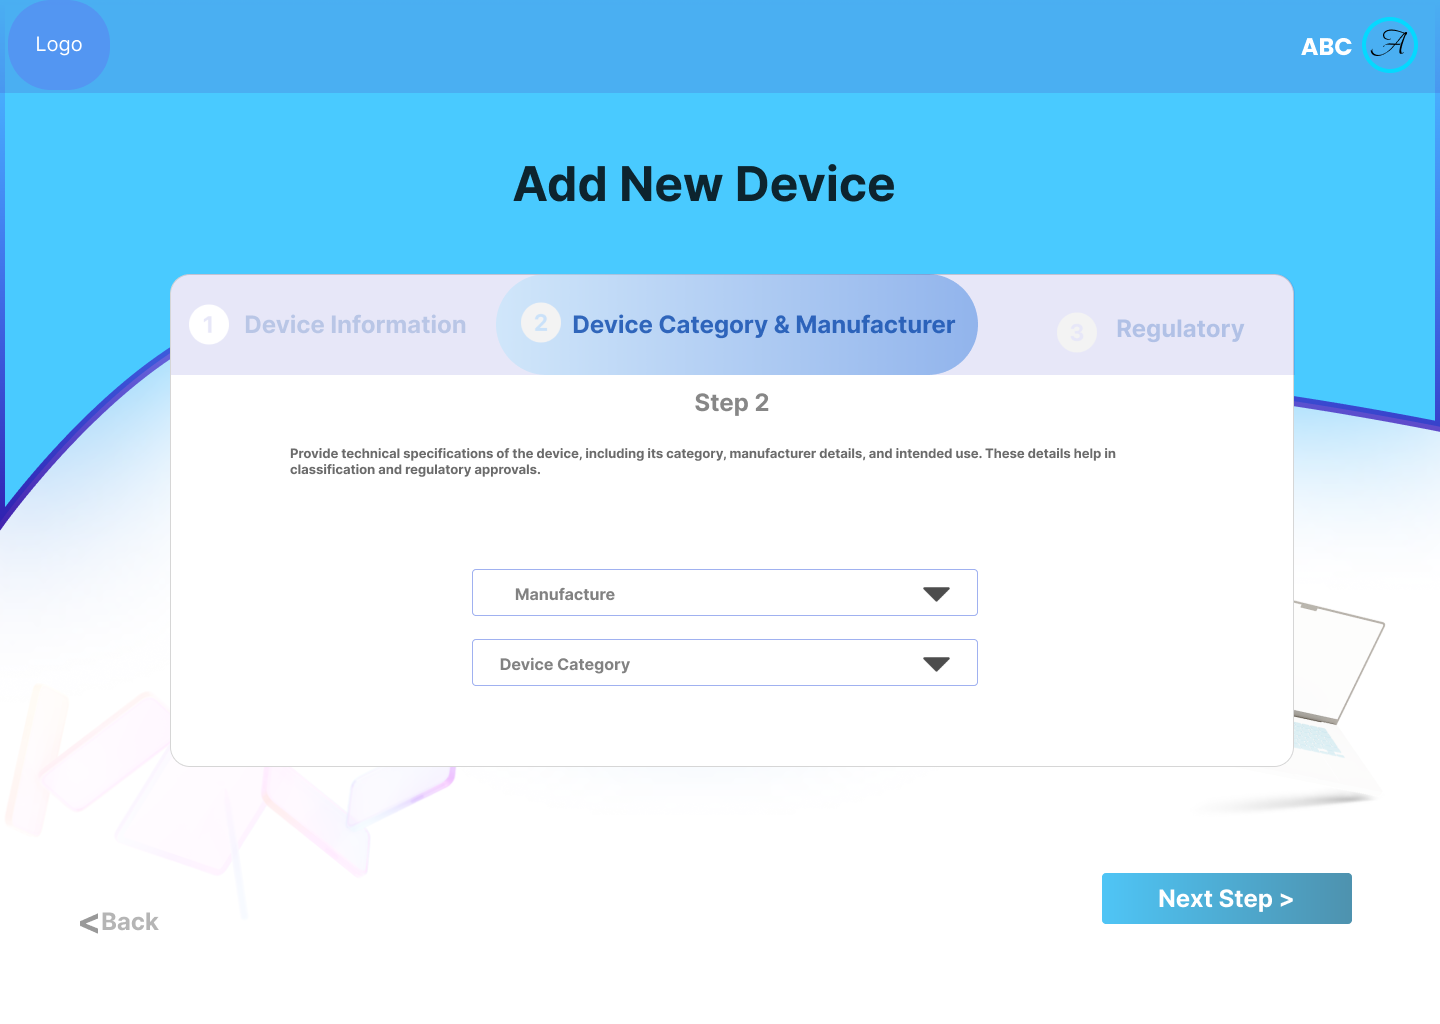 Logo
ABC
A
Add New Device
1 Device Information
2 Device Category & Manufacturer
3 Regulatory
Step 2
Provide technical specifications of the device, including its category, manufacturer details, and intended use. These details help in
classification and regulatory approvals.
Manufacture
Device Category
Next Step >
<Back